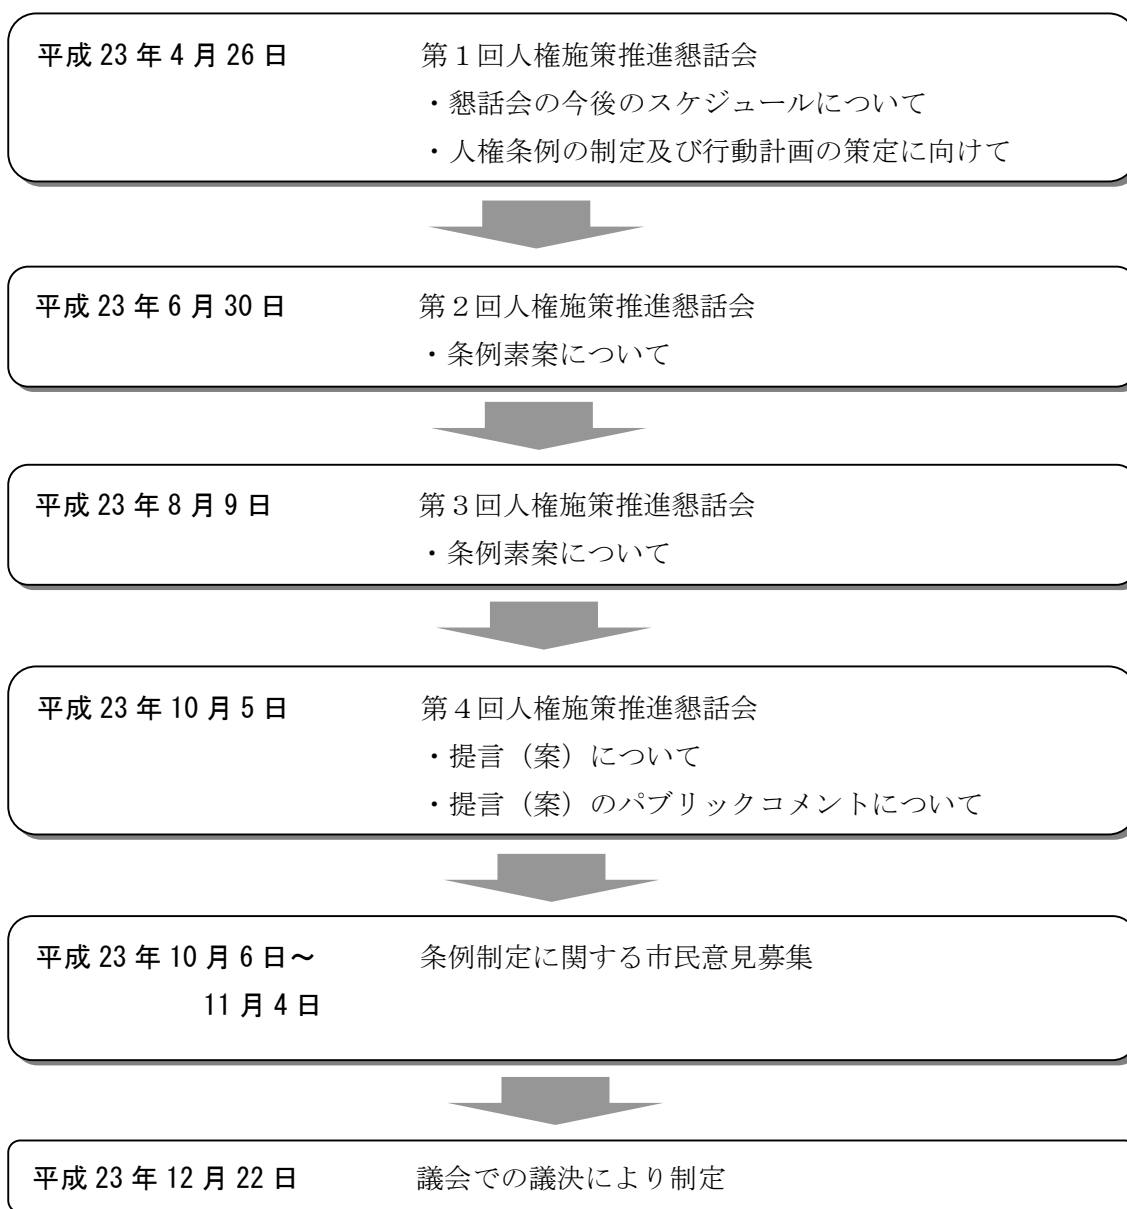 平成 23 年 4 月 26 日 第１回人権施策推進懇話会
・懇話会の今後のスケジュールについて
・人権条例の制定及び行動計画の策定に向けて
平成 23 年 6 月 30 日 第２回人権施策推進懇話会
・条例素案について
平成 23 年 8 月 9 日 第３回人権施策推進懇話会
・条例素案について
平成 23 年 10 月 5 日 第４回人権施策推進懇話会
・提言（案）について
・提言（案）のパブリックコメントについて
平成 23 年 10 月 6 日～ 条例制定に関する市民意見募集
11 月 4 日
平成 23 年 12 月 22 日 議会での議決により制定